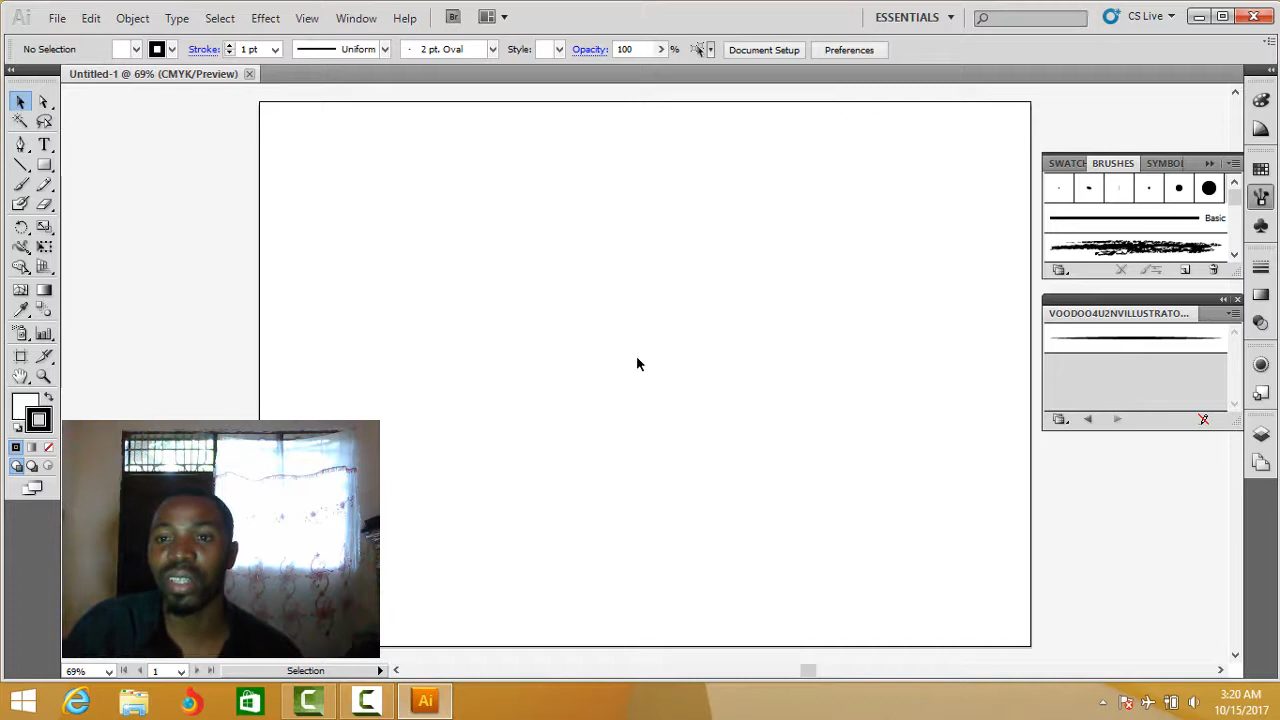 Ai File Edit Object Type Select Effect View Window Help Br ESSENTIALS CS Live
No Selection Stroke: 1 pt Uniform 2 pt. Oval Style: Opacity: 100 % Document Setup Preferences
Untitled-1 @ 69% (CMYK/Preview)
SWATCH BRUSHES SYMBOL
Basic
VOODOO4U2NVILLUSTRATO...
T
69% 1 Selection
Ai
3:20 AM
10/15/2017